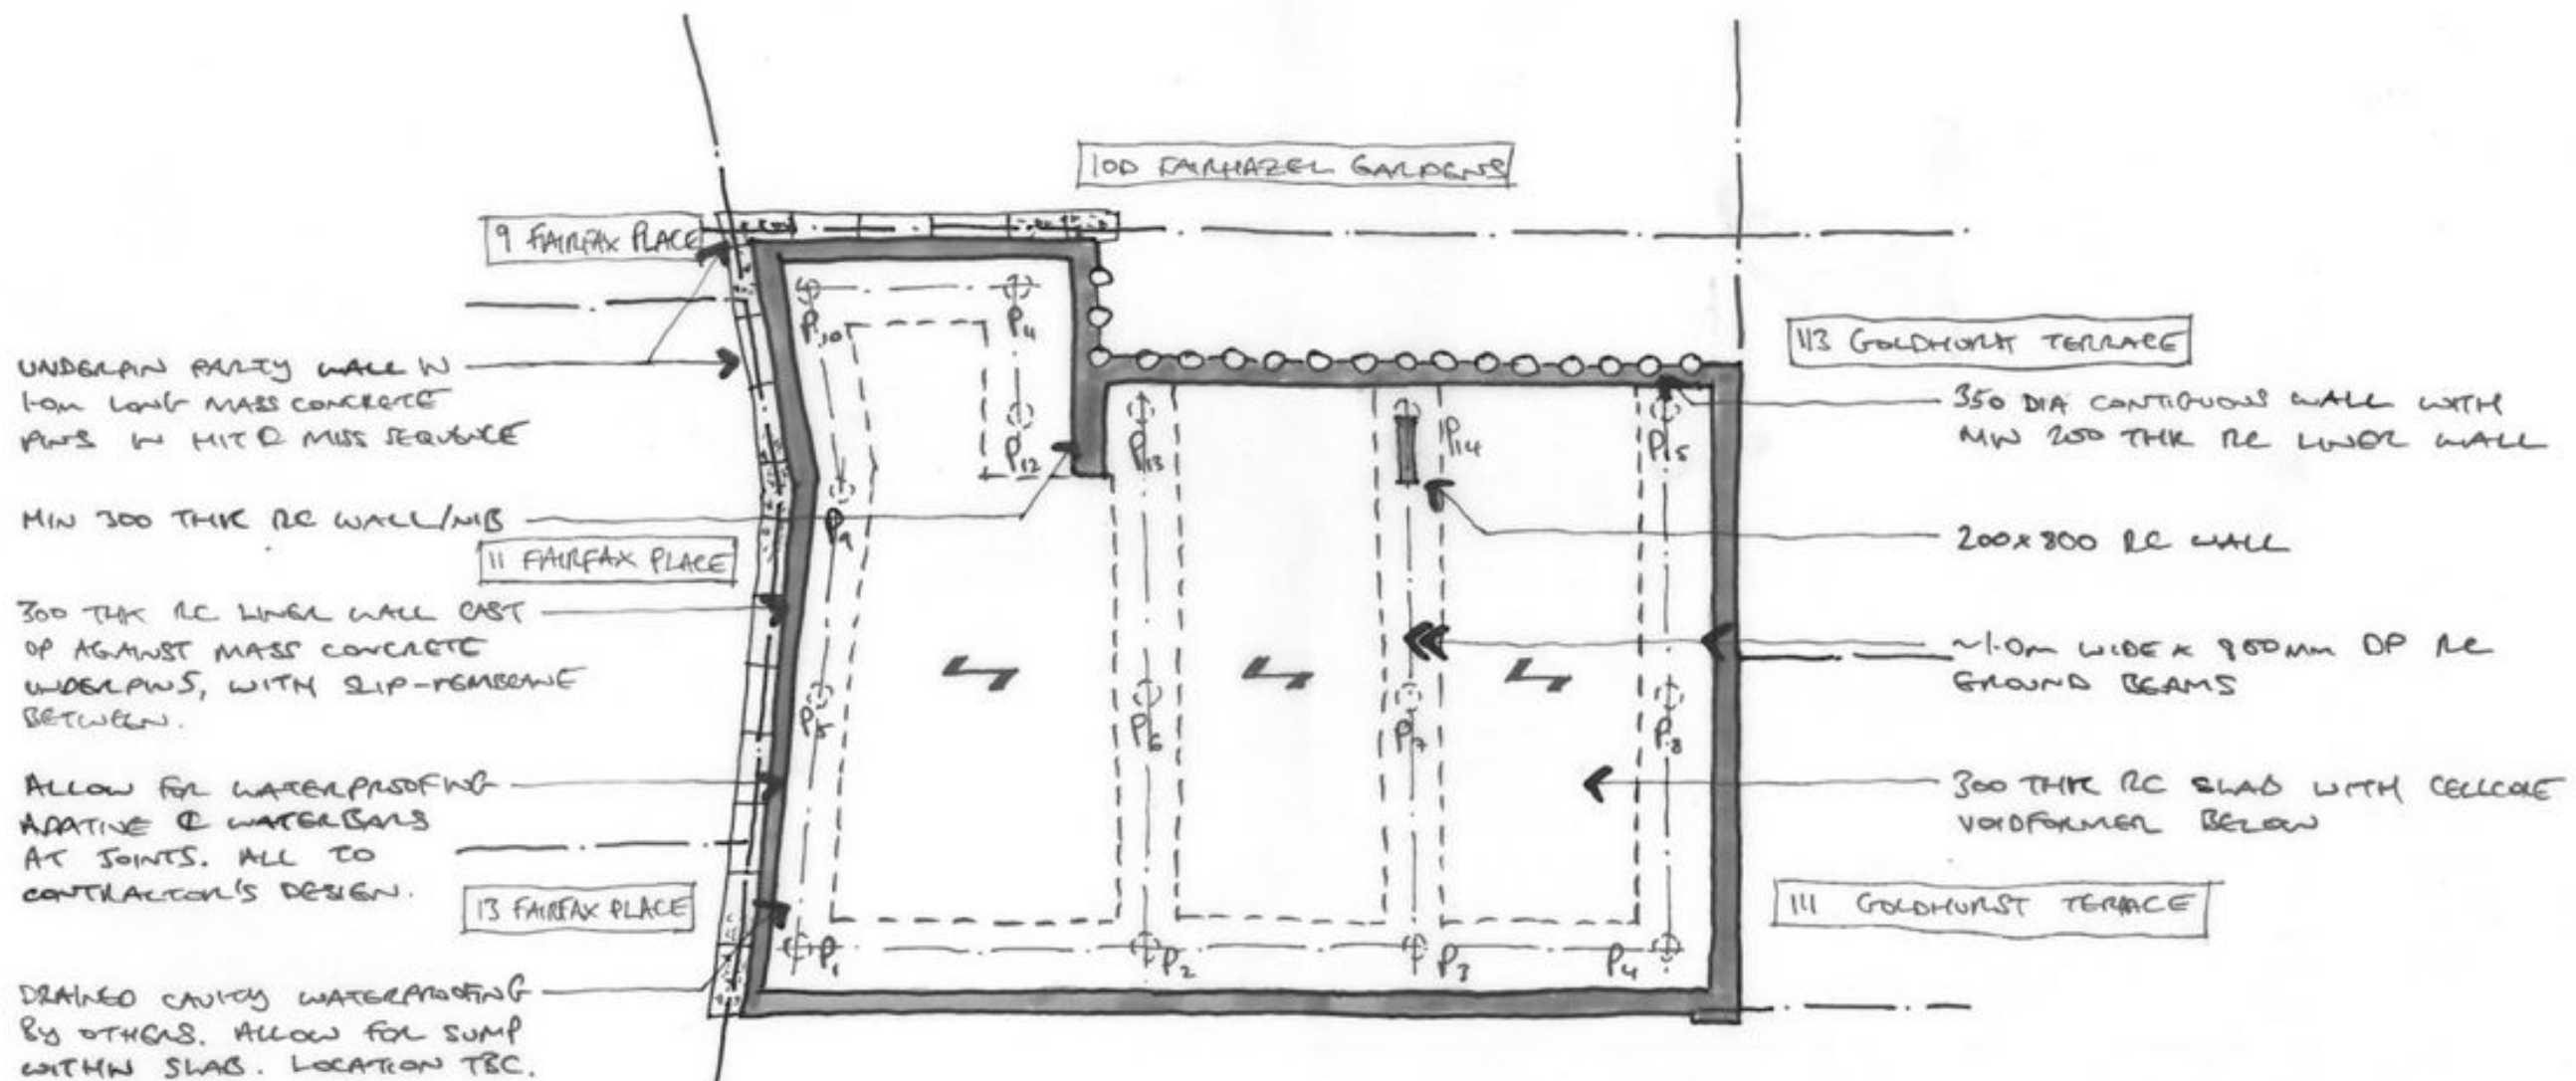 100 FAIRHAZEL GARDENS
9 FAIRFAX PLACE
UNDERPIN PARTY WALL IN
1.0m LONG MASS CONCRETE
PINS IN HIT & MISS SEQUENCE
MIN 300 THK RC WALL/NIB
11 FAIRFAX PLACE
300 THK RC LINER WALL CAST
UP AGAINST MASS CONCRETE
UNDERPINS, WITH SLIP-MEMBRANE
BETWEEN.
ALLOW FOR WATERPROOFING
ADATIVE & WATERBARS
AT JOINTS. ALL TO
CONTRACTOR'S DESIGN.
13 FAIRFAX PLACE
DRAINED CAVITY WATERPROOFING
BY OTHERS. ALLOW FOR SUMP
WITHIN SLAB. LOCATION TBC.
P10
P11
P12
P13
P14
P15
P9
P5
P6
P7
P8
P1
P2
P3
P4
113 GOLDHURST TERRACE
350 DIA CONTIGUOUS WALL WITH
MIN 200 THK RC LINER WALL
200x800 RC WALL
~1.0m WIDE x DP RC
GROUND BEAMS
300 THK RC SLAB WITH CELLCORE
VOIDFORMER BELOW
111 GOLDHURST TERRACE